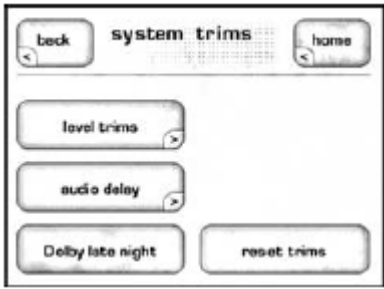 back
system trims
home
level trims
audio delay
Dolby late night
reset trims